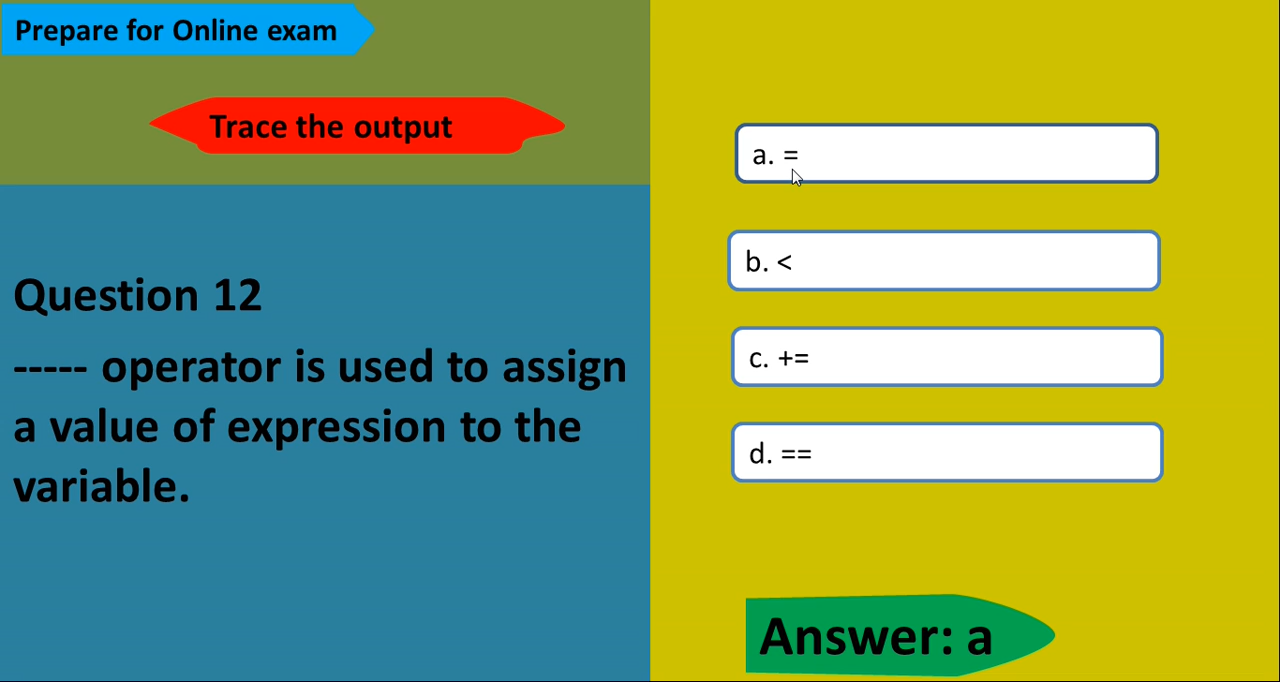 Prepare for Online exam
Trace the output
Question 12
----- operator is used to assign
a value of expression to the
variable.
a. =
b. <
c. +=
d. ==
Answer: a